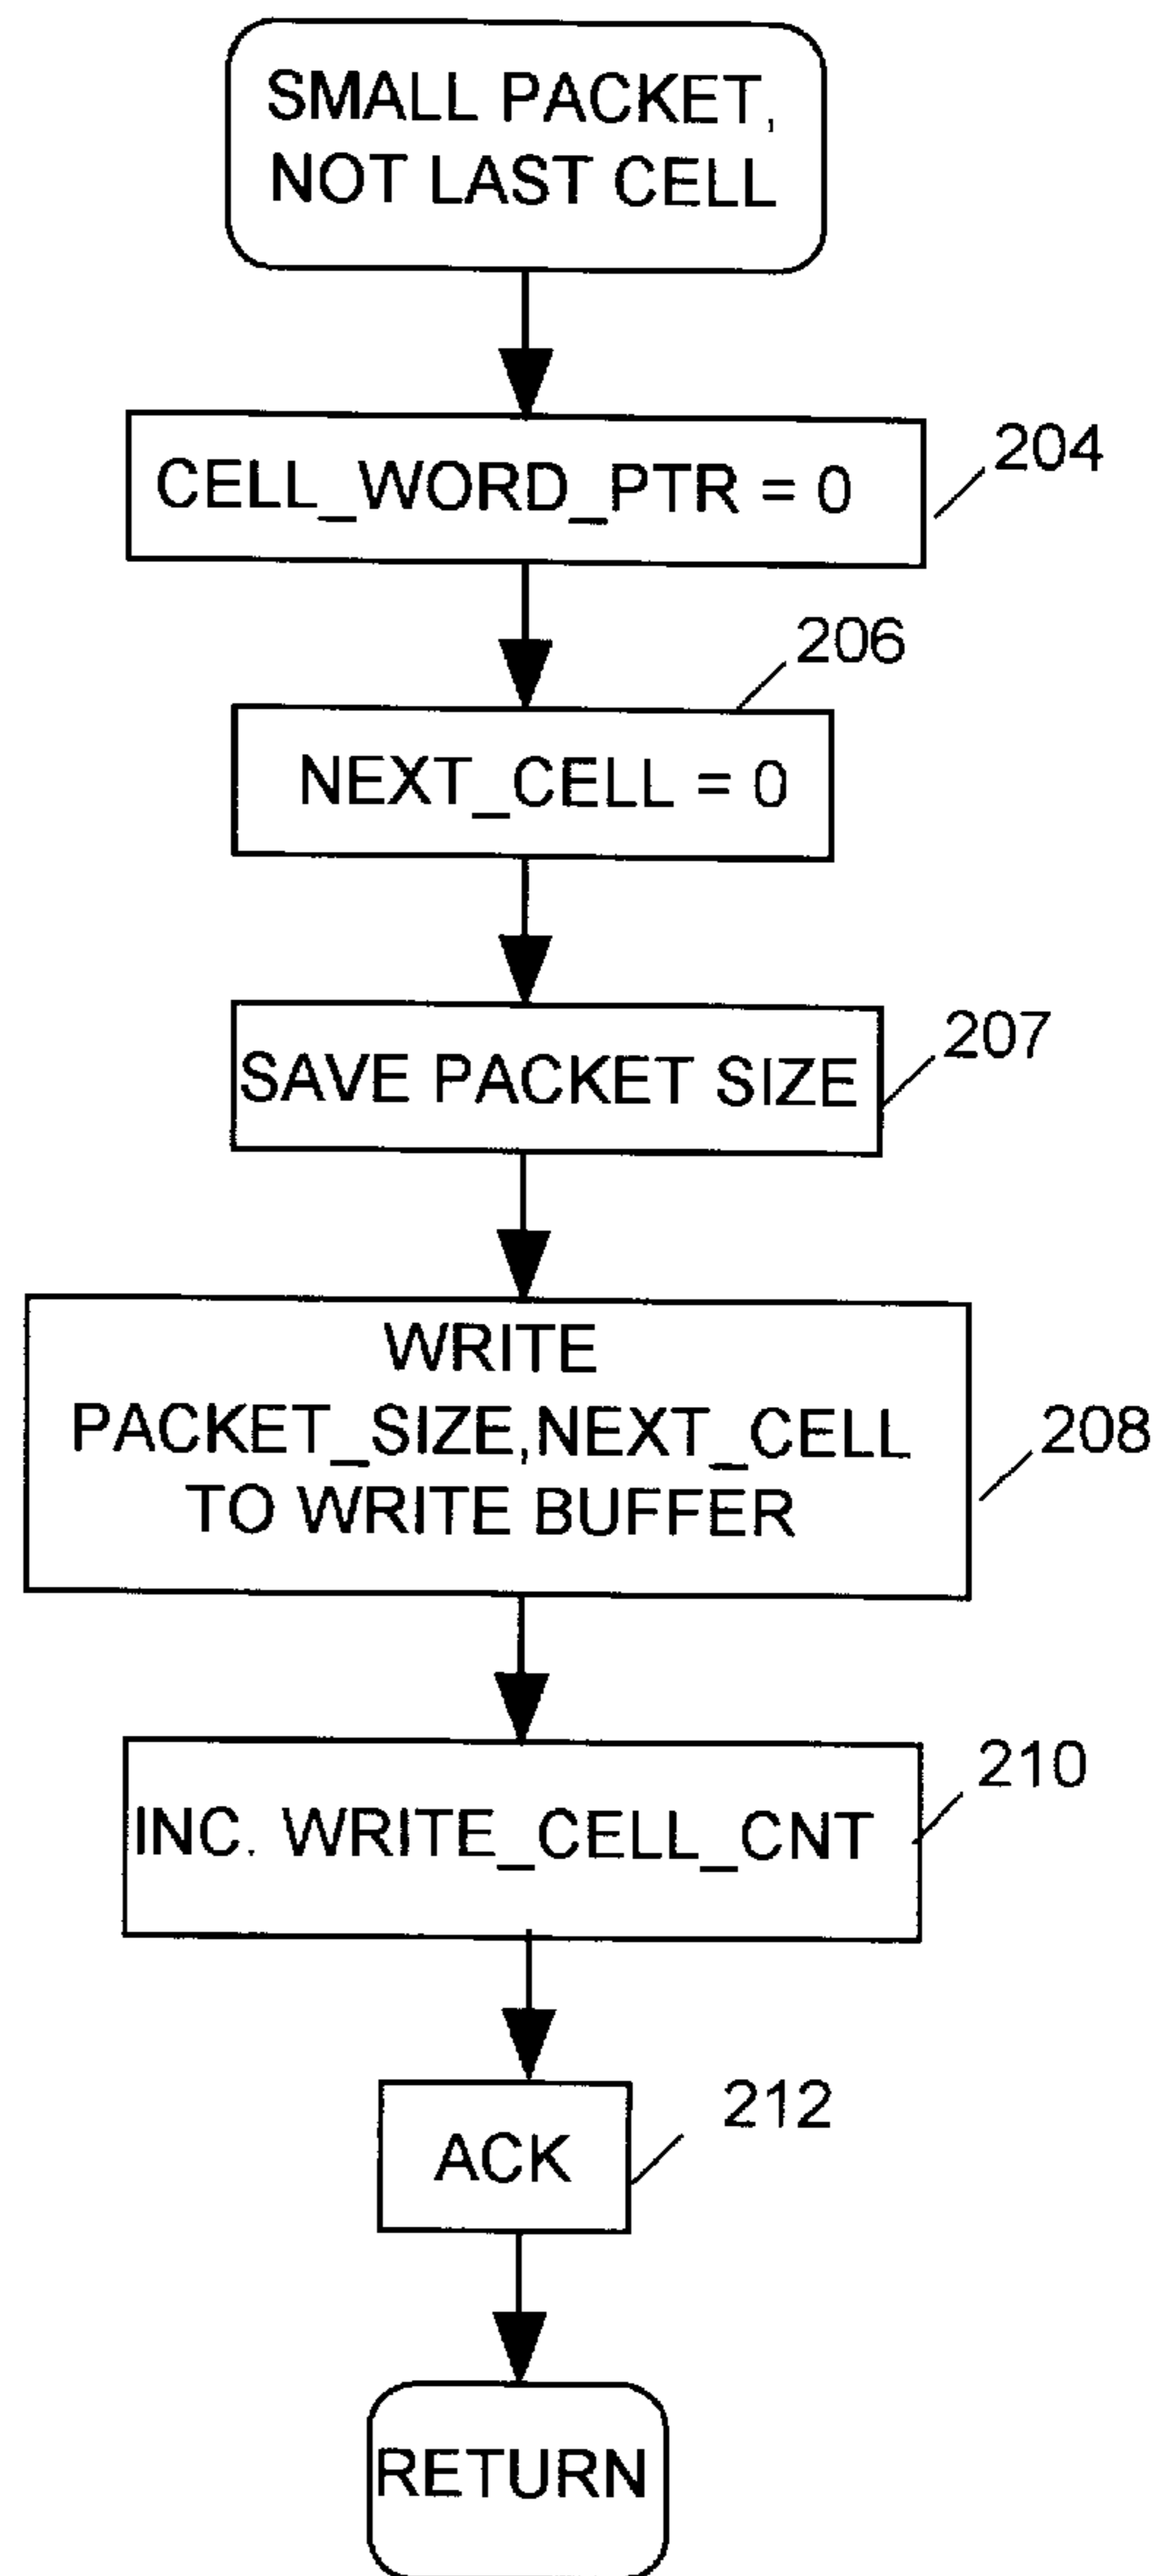 SMALL PACKET,
NOT LAST CELL
CELL_WORD_PTR = 0
204
206
NEXT_CELL = 0
SAVE PACKET SIZE
207
WRITE
PACKET_SIZE,NEXT_CELL
TO WRITE BUFFER
208
INC. WRITE_CELL_CNT
210
ACK
212
RETURN